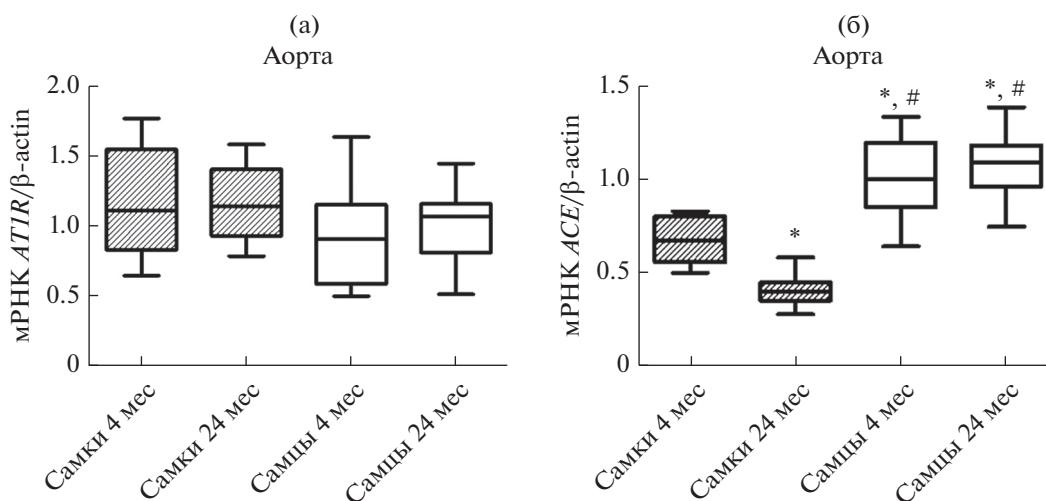 (а)
Аорта
мРНК AT1R/β-actin
2.0
1.5
1.0
0.5
0
Самки 4 мес
Самки 24 мес
Самцы 4 мес
Самцы 24 мес
(б)
Аорта
мРНК ACE/β-actin
1.5
1.0
0.5
0
*
*, #
*, #
Самки 4 мес
Самки 24 мес
Самцы 4 мес
Самцы 24 мес